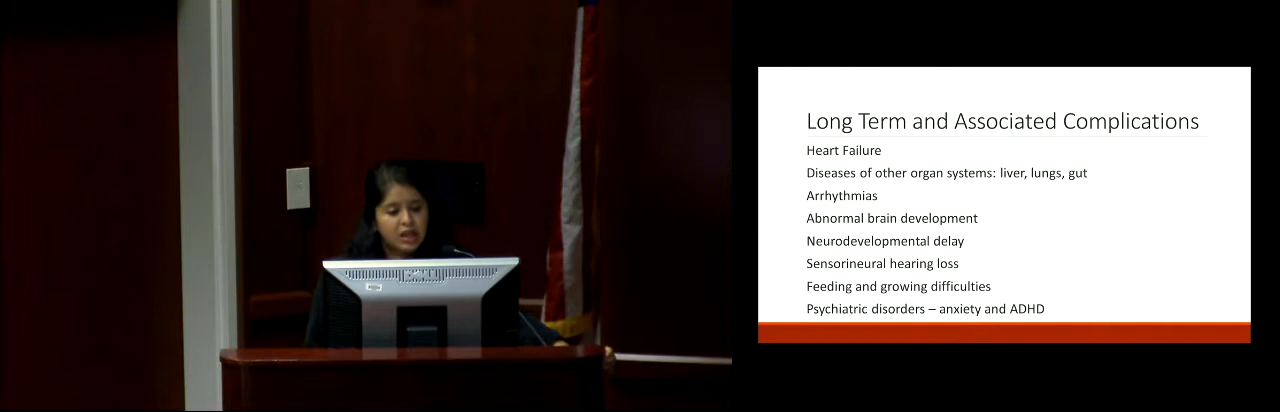 Long Term and Associated Complications
Heart Failure
Diseases of other organ systems: liver, lungs, gut
Arrhythmias
Abnormal brain development
Neurodevelopmental delay
Sensorineural hearing loss
Feeding and growing difficulties
Psychiatric disorders – anxiety and ADHD